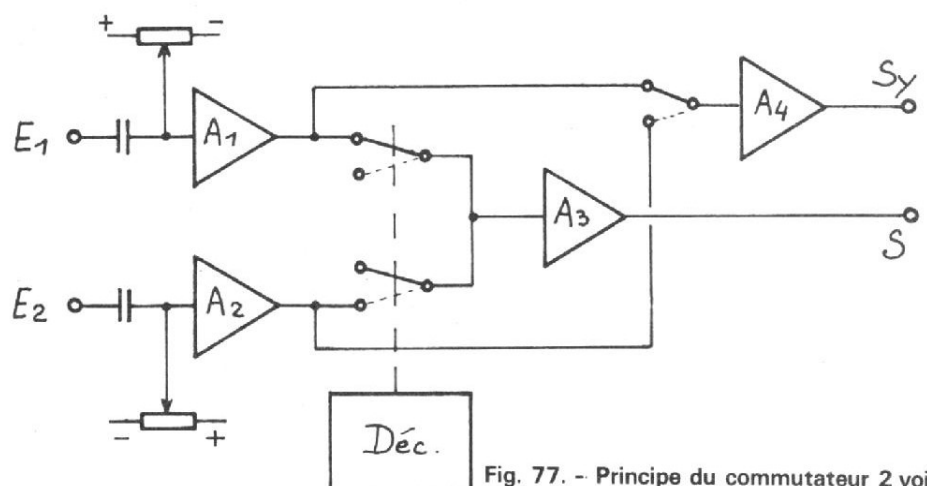 + -
E1
A1
A4
Sy
A3
S
E2
A2
- +
Déc.
Fig. 77. - Principe du commutateur 2 voi